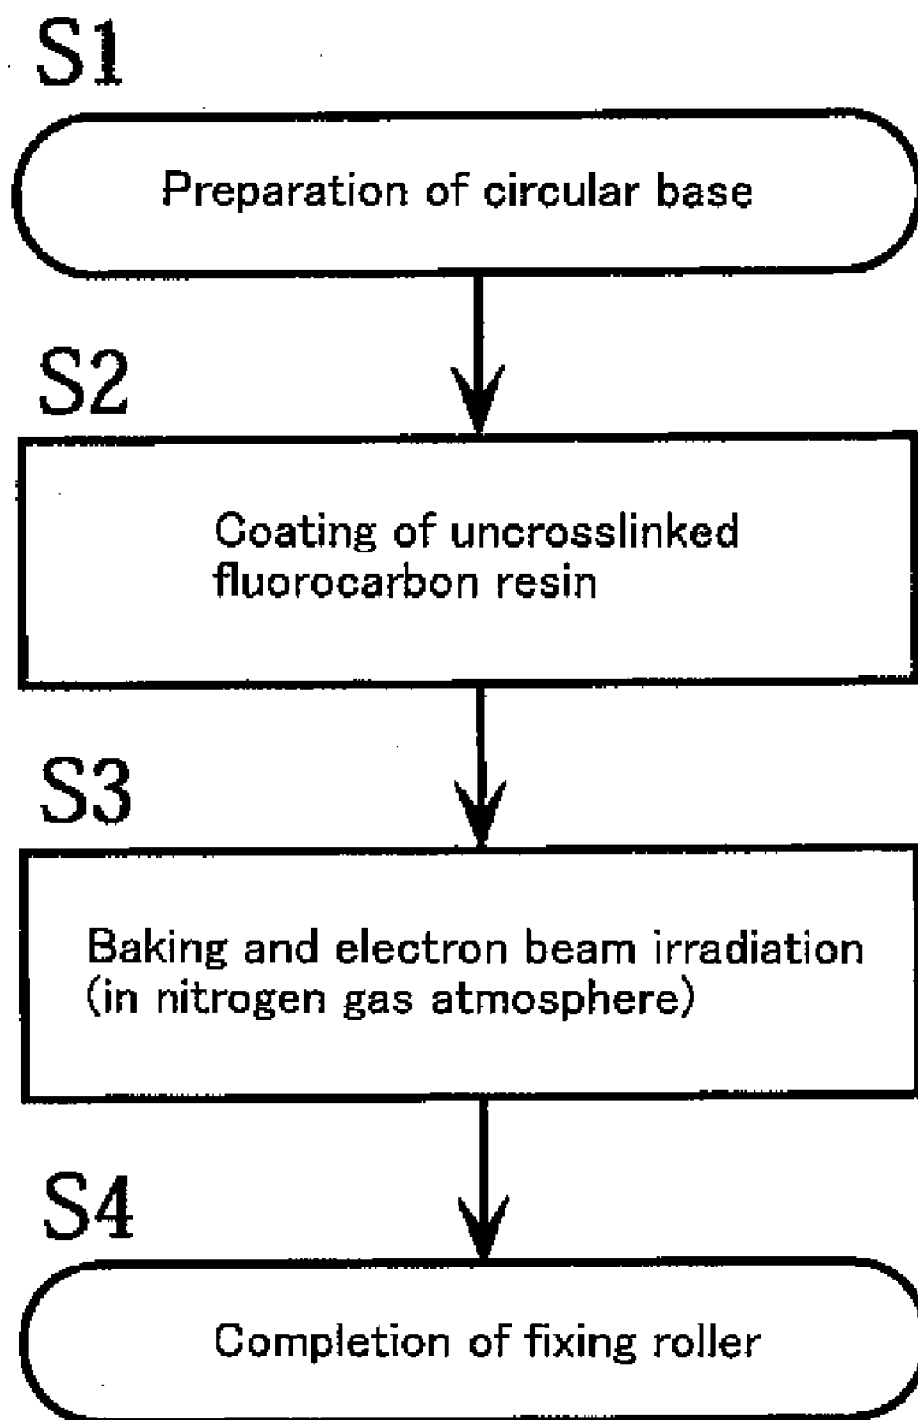 S1
Preparation of circular base
S2
Coating of uncrosslinked
fluorocarbon resin
S3
Baking and electron beam irradiation
(in nitrogen gas atmosphere)
S4
Completion of fixing roller